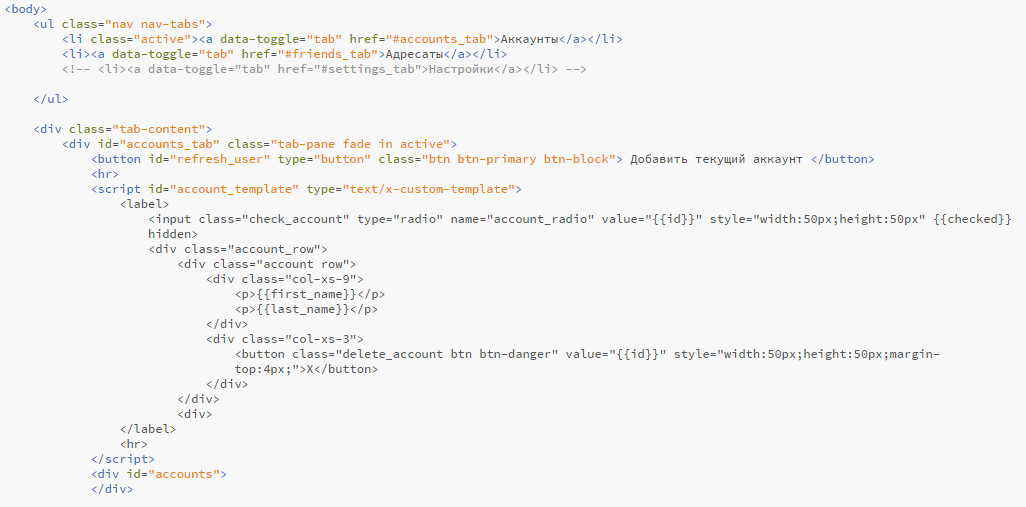 <body>
    <ul class="nav nav-tabs">
        <li class="active"><a data-toggle="tab" href="#accounts_tab">Аккаунты</a></li>
        <li><a data-toggle="tab" href="#friends_tab">Адресаты</a></li>
        <!-- <li><a data-toggle="tab" href="#settings_tab">Настройки</a></li> -->
    </ul>
    <div class="tab-content">
        <div id="accounts_tab" class="tab-pane fade in active">
            <button id="refresh_user" type="button" class="btn btn-primary btn-block"> Добавить текущий аккаунт </button>
            <hr>
            <script id="account_template" type="text/x-custom-template">
                <label>
                    <input class="check_account" type="radio" name="account_radio" value="{{id}}" style="width:50px;height:50px" {{checked}}
                    hidden>
                    <div class="account_row">
                        <div class="account row">
                            <div class="col-xs-9">
                                <p>{{first_name}}</p>
                                <p>{{last_name}}</p>
                            </div>
                            <div class="col-xs-3">
                                <button class="delete_account btn btn-danger" value="{{id}}" style="width:50px;height:50px;margin-
                                top:4px;">X</button>
                            </div>
                        </div>
                        <div>
                </label>
                <hr>
            </script>
            <div id="accounts">
            </div>